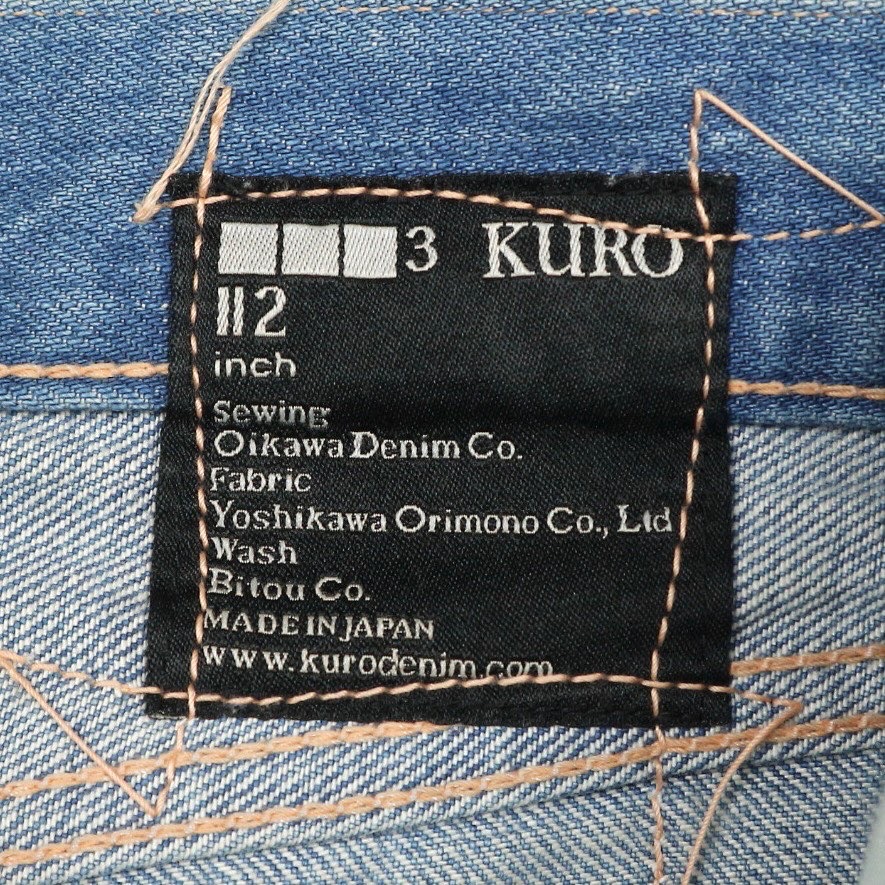 3 KURO
112
inch
Sewing
Oikawa Denim Co.
Fabric
Yoshikawa Orimono Co., Ltd
Wash
Bitou Co.
MADE IN JAPAN
www.kurodenim.com